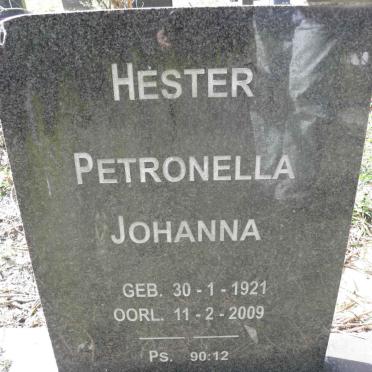 HESTER
PETRONELLA
JOHANNA
GEB. 30 - 1 - 1921
OORL. 11 - 2 - 2009
PS. 90:12